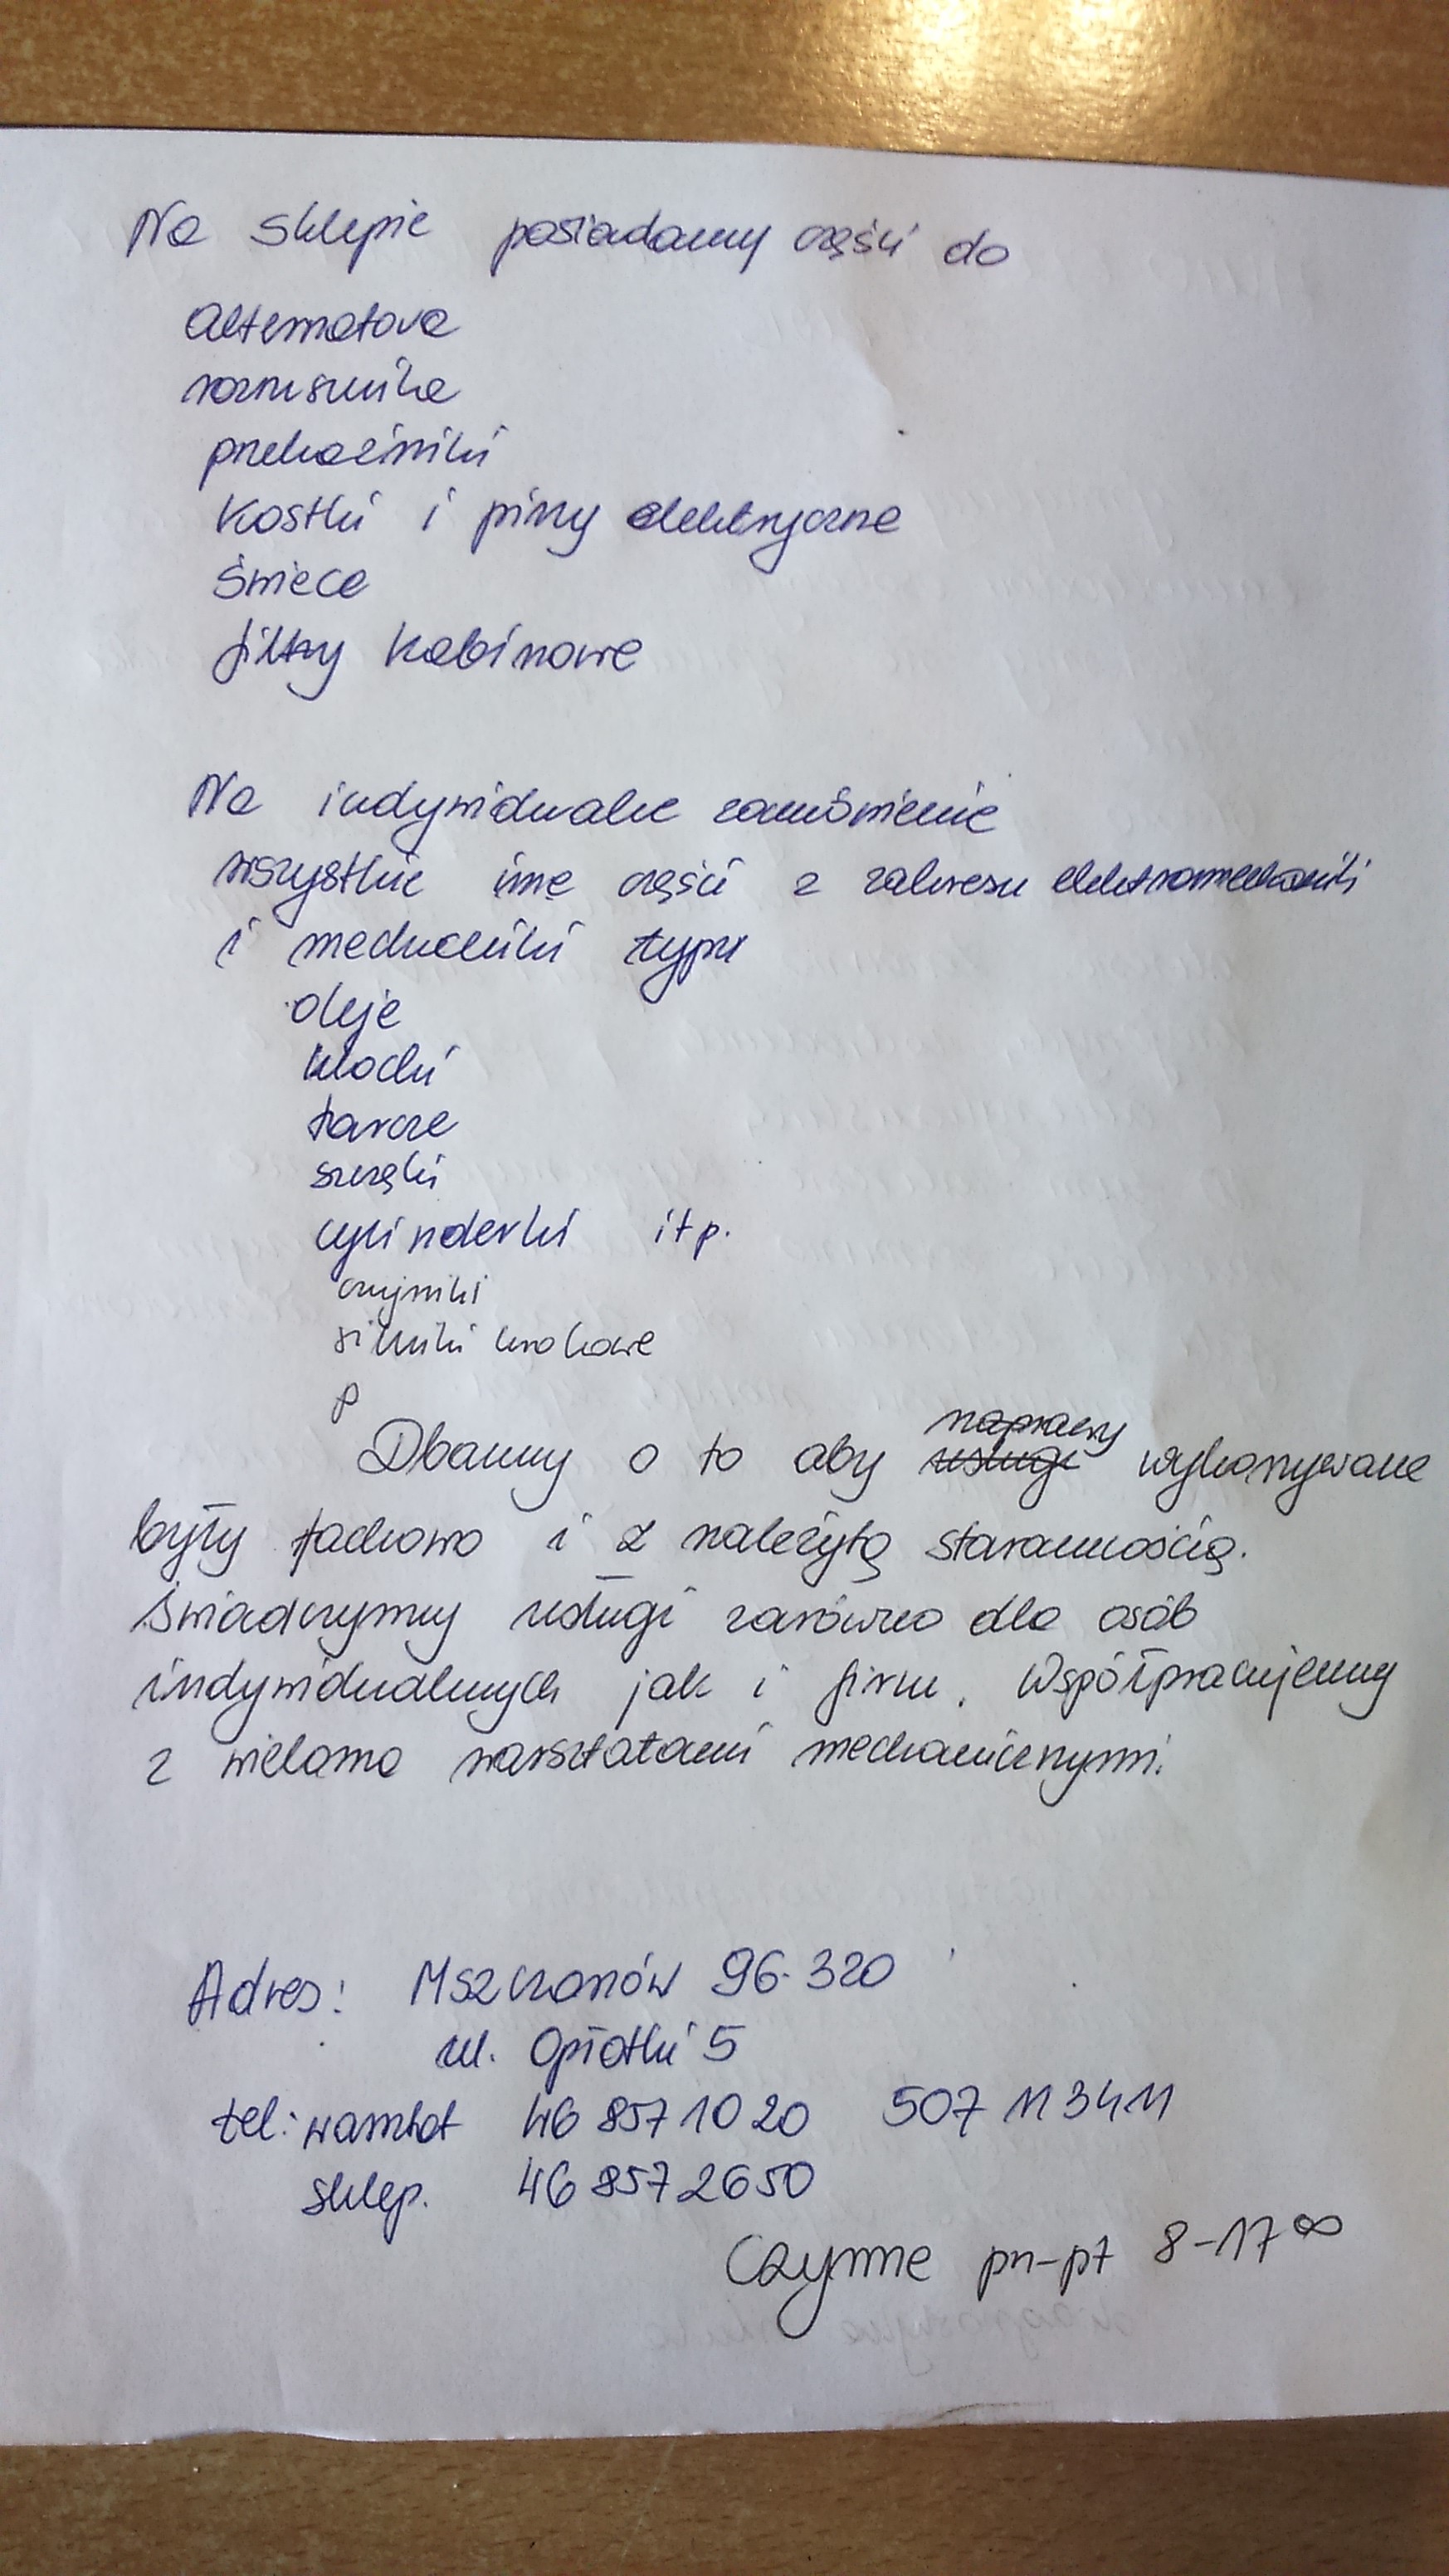 Na sklepie posiadamy części do
alternatora
rozrusznika
przekaźniki
Kostki i piny elektryczne
świece
filtry kabinowe
Na indywidualne zamówienie
wszystkie inne części z zakresu elektromechaniki
i mechaniki typu
oleje
klocki
tarcze
szczęki
cylinderki itp.
czujniki
silniki krokowe
p
naprawy
Dbamy o to aby usługi wykonywane
były fachowo i z należytą starannością.
Świadczymy usługi zarówno dla osób
indywidualnych jak i firm. Współpracujemy
z wieloma warsztatami mechanicznymi.
Adres: Mszczonów 96-320
ul. Opłotki 5
tel: warsztat 46 857 10 20 507 11 34 11
sklep. 46 857 26 50
Czynne pn-pt 8-17 00